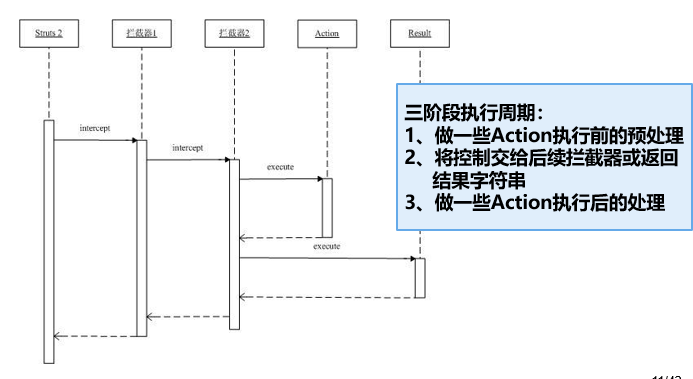 Struts 2
拦截器1
拦截器2
Action
Result
intercept
intercept
execute
execute
三阶段执行周期：
1、做一些Action执行前的预处理
2、将控制交给后续拦截器或返回
结果字符串
3、做一些Action执行后的处理